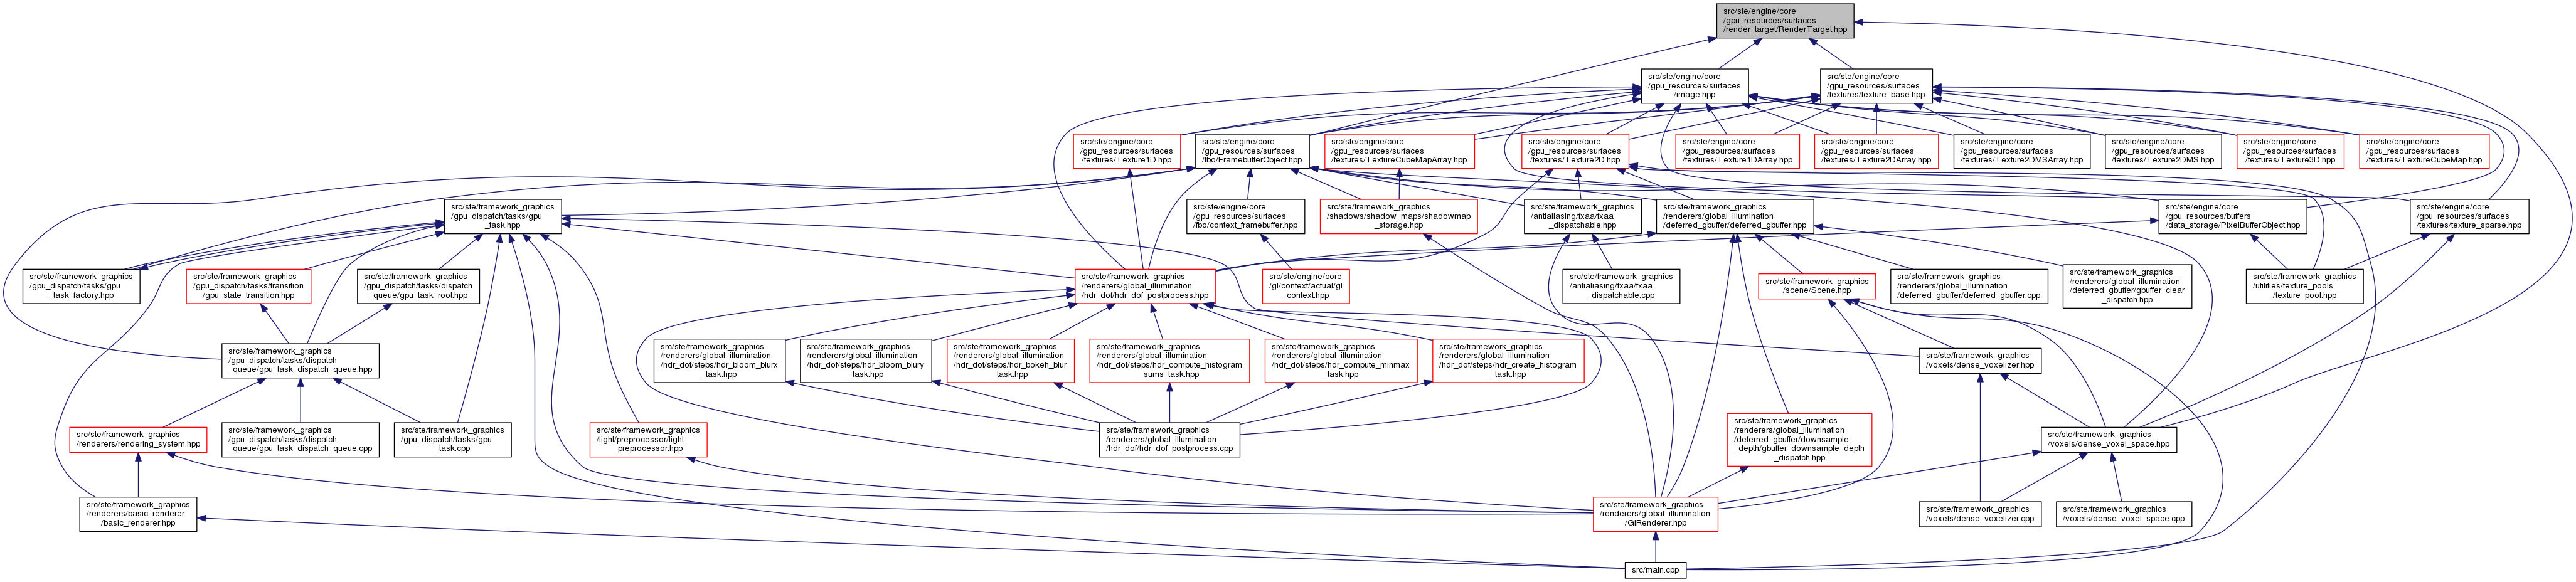 src/ste/engine/core
/gpu_resources/surfaces
/render_target/RenderTarget.hpp
src/ste/engine/core
/gpu_resources/surfaces
/image.hpp
src/ste/engine/core
/gpu_resources/surfaces
/textures/texture_base.hpp
src/ste/engine/core
/gpu_resources/surfaces
/textures/Texture1D.hpp
src/ste/engine/core
/gpu_resources/surfaces
/fbo/FramebufferObject.hpp
src/ste/engine/core
/gpu_resources/surfaces
/textures/TextureCubeMapArray.hpp
src/ste/engine/core
/gpu_resources/surfaces
/textures/Texture2D.hpp
src/ste/engine/core
/gpu_resources/surfaces
/textures/Texture1DArray.hpp
src/ste/engine/core
/gpu_resources/surfaces
/textures/Texture2DArray.hpp
src/ste/engine/core
/gpu_resources/surfaces
/textures/Texture2DMSArray.hpp
src/ste/engine/core
/gpu_resources/surfaces
/textures/Texture2DMS.hpp
src/ste/engine/core
/gpu_resources/surfaces
/textures/Texture3D.hpp
src/ste/engine/core
/gpu_resources/surfaces
/textures/TextureCubeMap.hpp
src/ste/framework_graphics
/gpu_dispatch/tasks/gpu
_task.hpp
src/ste/engine/core
/gpu_resources/surfaces
/fbo/context_framebuffer.hpp
src/ste/framework_graphics
/shadows/shadow_maps/shadowmap
_storage.hpp
src/ste/framework_graphics
/antialiasing/fxaa/fxaa
_dispatchable.hpp
src/ste/framework_graphics
/renderers/global_illumination
/deferred_gbuffer/deferred_gbuffer.hpp
src/ste/engine/core
/gpu_resources/buffers
/data_storage/PixelBufferObject.hpp
src/ste/engine/core
/gpu_resources/surfaces
/textures/texture_sparse.hpp
src/ste/framework_graphics
/gpu_dispatch/tasks/gpu
_task_factory.hpp
src/ste/framework_graphics
/gpu_dispatch/tasks/transition
/gpu_state_transition.hpp
src/ste/framework_graphics
/gpu_dispatch/tasks/dispatch
_queue/gpu_task_root.hpp
src/ste/framework_graphics
/renderers/global_illumination
/hdr_dof/hdr_dof_postprocess.hpp
src/ste/engine/core
/gl/context/actual/gl
_context.hpp
src/ste/framework_graphics
/antialiasing/fxaa/fxaa
_dispatchable.cpp
src/ste/framework_graphics
/scene/Scene.hpp
src/ste/framework_graphics
/renderers/global_illumination
/deferred_gbuffer/deferred_gbuffer.cpp
src/ste/framework_graphics
/renderers/global_illumination
/deferred_gbuffer/gbuffer_clear
_dispatch.hpp
src/ste/framework_graphics
/utilities/texture_pools
/texture_pool.hpp
src/ste/framework_graphics
/gpu_dispatch/tasks/dispatch
_queue/gpu_task_dispatch_queue.hpp
src/ste/framework_graphics
/renderers/global_illumination
/hdr_dof/steps/hdr_bloom_blurx
_task.hpp
src/ste/framework_graphics
/renderers/global_illumination
/hdr_dof/steps/hdr_bloom_blury
_task.hpp
src/ste/framework_graphics
/renderers/global_illumination
/hdr_dof/steps/hdr_bokeh_blur
_task.hpp
src/ste/framework_graphics
/renderers/global_illumination
/hdr_dof/steps/hdr_compute_histogram
_sums_task.hpp
src/ste/framework_graphics
/renderers/global_illumination
/hdr_dof/steps/hdr_compute_minmax
_task.hpp
src/ste/framework_graphics
/renderers/global_illumination
/hdr_dof/steps/hdr_create_histogram
_task.hpp
src/ste/framework_graphics
/voxels/dense_voxelizer.hpp
src/ste/framework_graphics
/renderers/rendering_system.hpp
src/ste/framework_graphics
/gpu_dispatch/tasks/dispatch
_queue/gpu_task_dispatch_queue.cpp
src/ste/framework_graphics
/gpu_dispatch/tasks/gpu
_task.cpp
src/ste/framework_graphics
/light/preprocessor/light
_preprocessor.hpp
src/ste/framework_graphics
/renderers/global_illumination
/hdr_dof/hdr_dof_postprocess.cpp
src/ste/framework_graphics
/renderers/global_illumination
/deferred_gbuffer/downsample
_depth/gbuffer_downsample_depth
_dispatch.hpp
src/ste/framework_graphics
/voxels/dense_voxel_space.hpp
src/ste/framework_graphics
/renderers/basic_renderer
/basic_renderer.hpp
src/ste/framework_graphics
/renderers/global_illumination
/GIRenderer.hpp
src/ste/framework_graphics
/voxels/dense_voxelizer.cpp
src/ste/framework_graphics
/voxels/dense_voxel_space.cpp
src/main.cpp